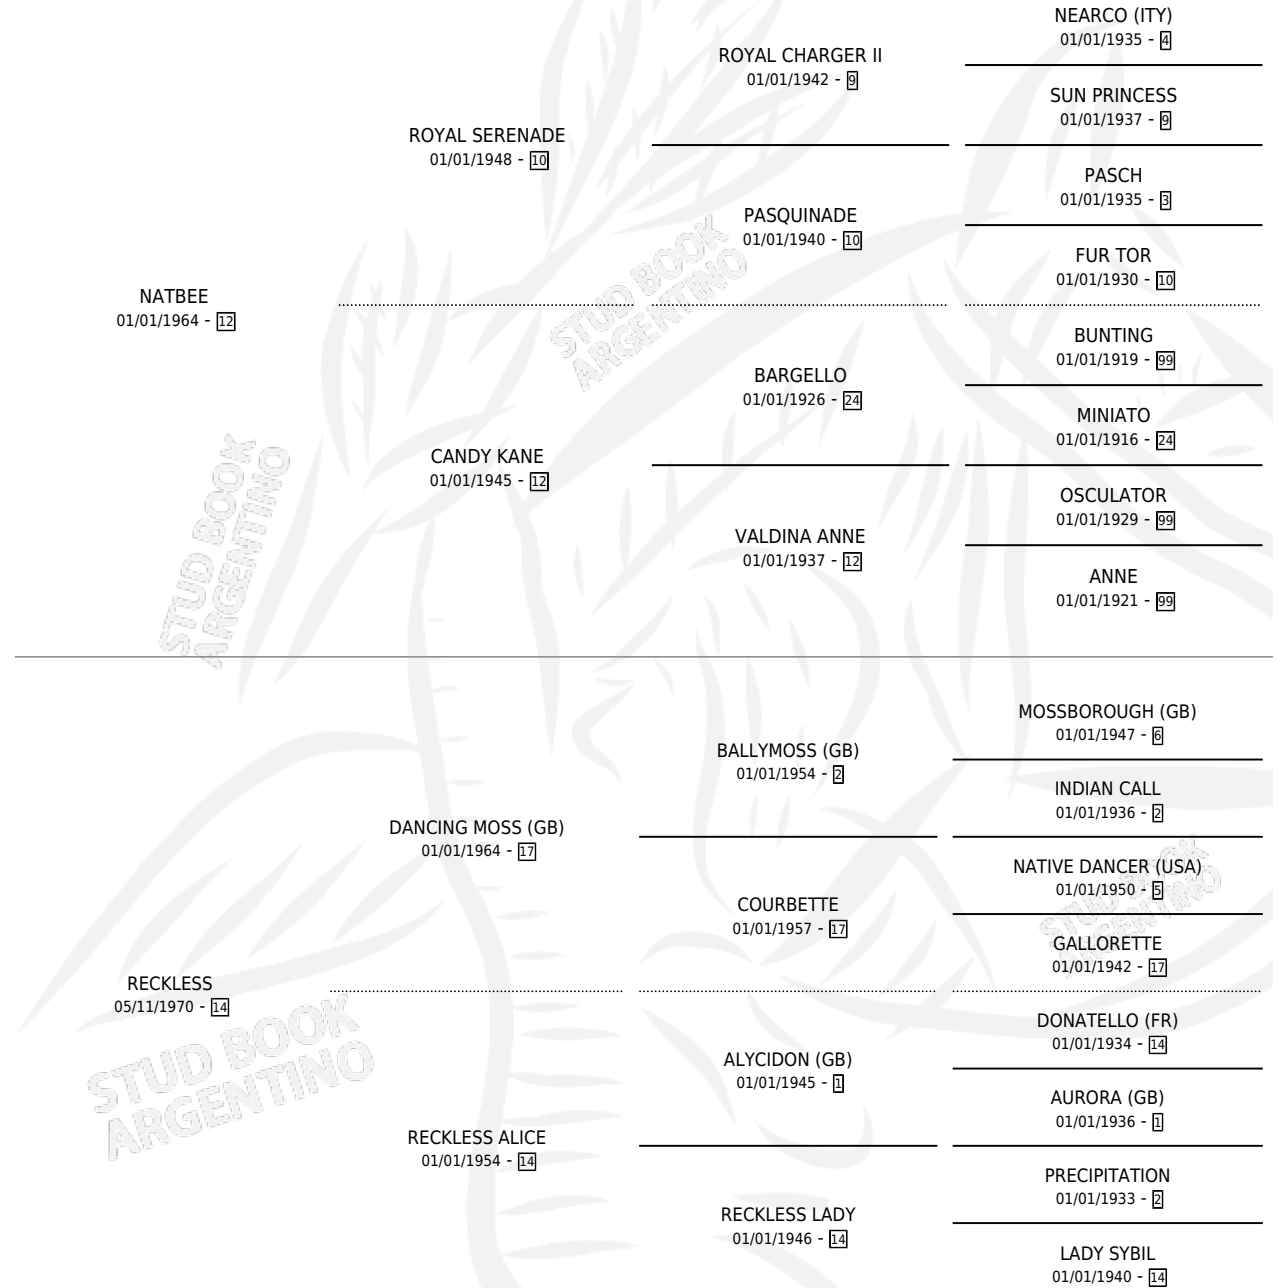 NEARCO (ITY)
01/01/1935 - 4
ROYAL CHARGER II
01/01/1942 - 9
SUN PRINCESS
01/01/1937 - 9
ROYAL SERENADE
01/01/1948 - 10
PASCH
01/01/1935 - 3
PASQUINADE
01/01/1940 - 10
FUR TOR
01/01/1930 - 10
NATBEE
01/01/1964 - 12
STUD BOOK
ARGENTINO
BUNTING
01/01/1919 - 99
BARGELLO
01/01/1926 - 24
MINIATO
01/01/1916 - 24
CANDY KANE
01/01/1945 - 12
OSCULATOR
01/01/1929 - 99
VALDINA ANNE
01/01/1937 - 12
ANNE
01/01/1921 - 99
STUD BOOK
ARGENTINO
MOSSBOROUGH (GB)
01/01/1947 - 6
BALLYMOSS (GB)
01/01/1954 - 2
INDIAN CALL
01/01/1936 - 2
DANCING MOSS (GB)
01/01/1964 - 17
NATIVE DANCER (USA)
01/01/1950 - 5
COURBETTE
01/01/1957 - 17
GALLORETTE
01/01/1942 - 17
STUD BOOK
ARGENTINO
RECKLESS
05/11/1970 - 14
DONATELLO (FR)
01/01/1934 - 14
ALYCIDON (GB)
01/01/1945 - 1
AURORA (GB)
01/01/1936 - 1
STUD BOOK
ARGENTINO
RECKLESS ALICE
01/01/1954 - 14
PRECIPITATION
01/01/1933 - 2
RECKLESS LADY
01/01/1946 - 14
LADY SYBIL
01/01/1940 - 14